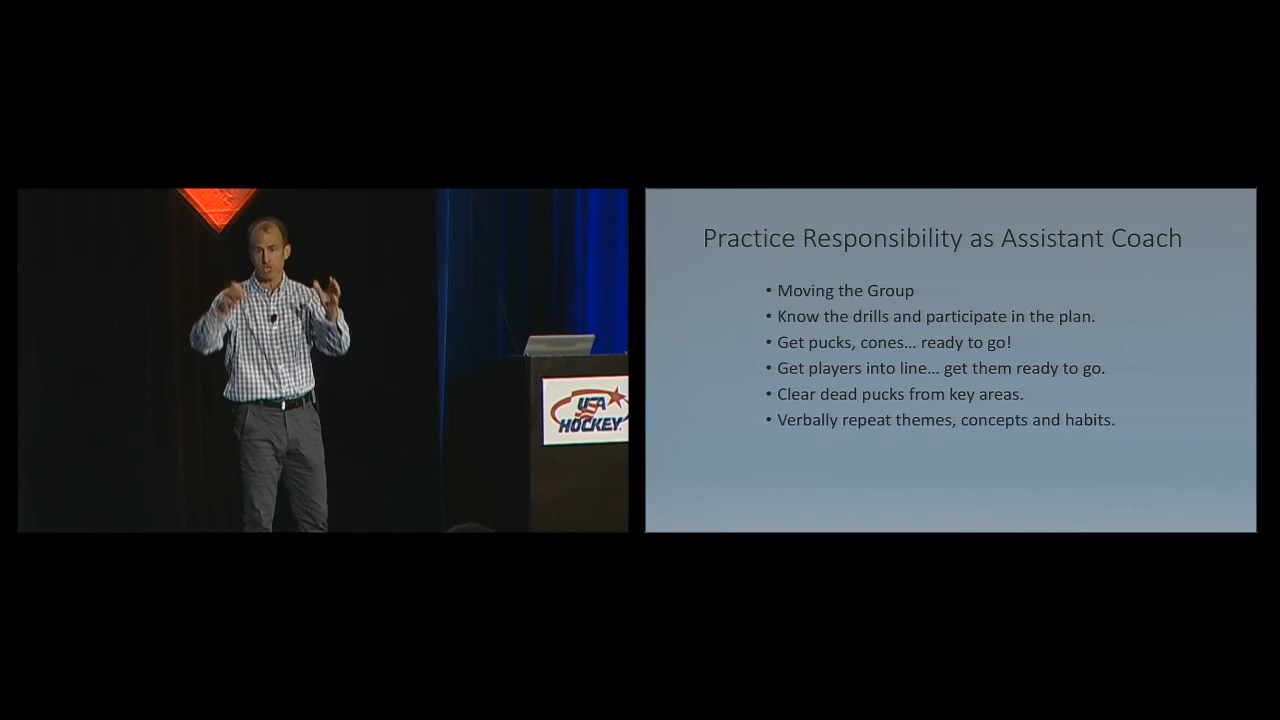 USA
HOCKEY
Practice Responsibility as Assistant Coach
• Moving the Group
• Know the drills and participate in the plan.
• Get pucks, cones... ready to go!
• Get players into line... get them ready to go.
• Clear dead pucks from key areas.
• Verbally repeat themes, concepts and habits.